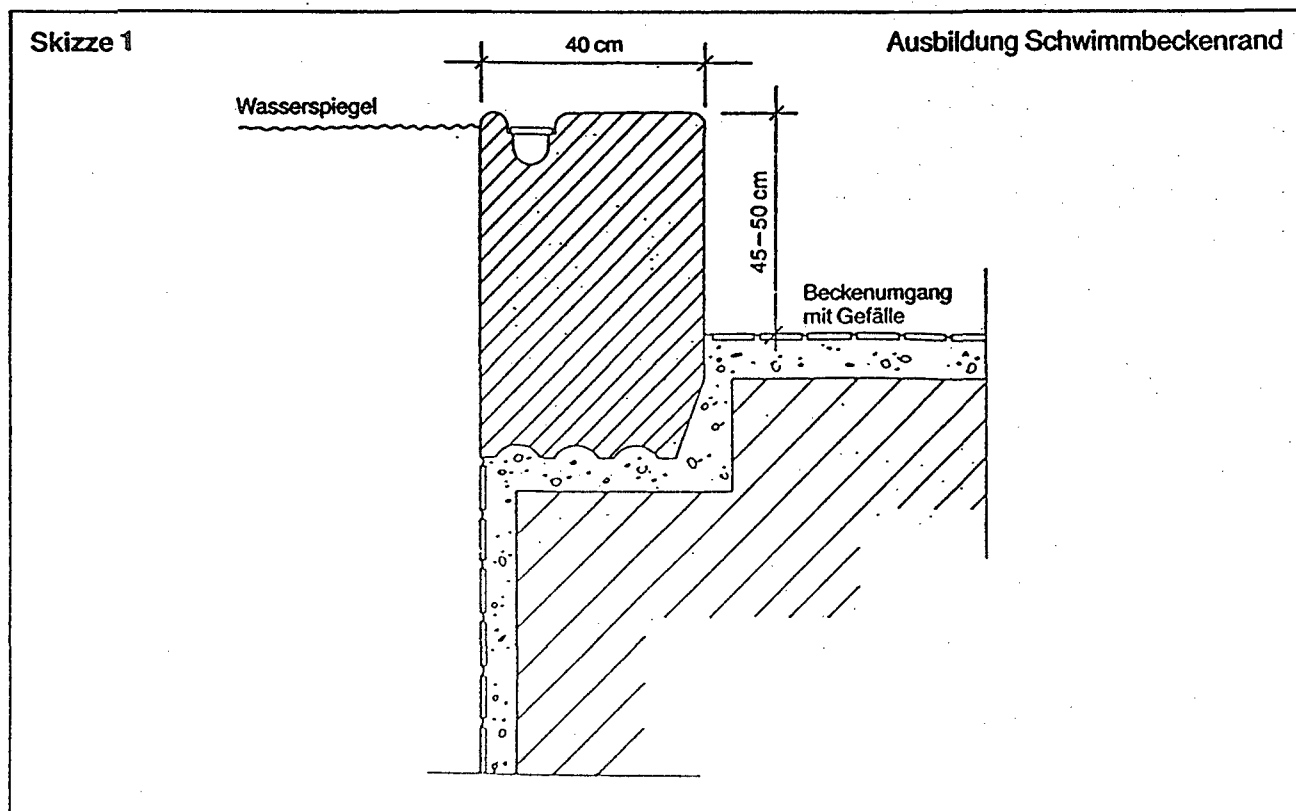 Skizze 1
Ausbildung Schwimmbeckenrand
40 cm
Wasserspiegel
45–50 cm
Beckenumgang
mit Gefälle